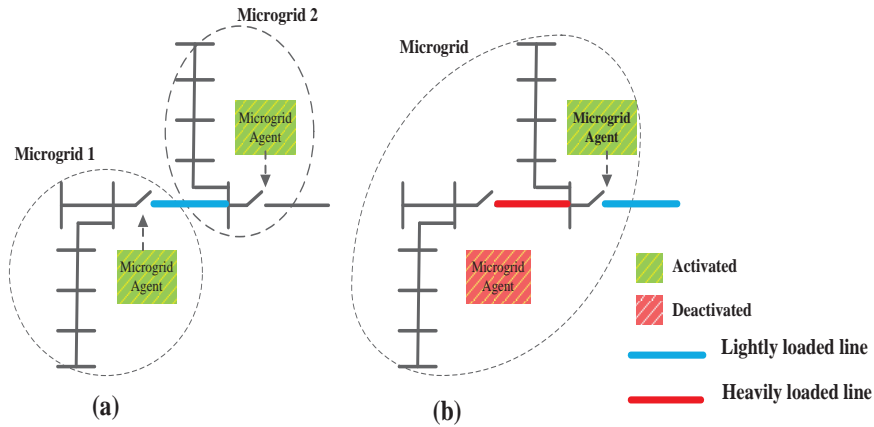 Microgrid 2
Microgrid
Agent
Microgrid 1
Microgrid
Agent
(a)
Microgrid
Microgrid
Agent
Microgrid
Agent
(b)
Activated
Deactivated
Lightly loaded line
Heavily loaded line